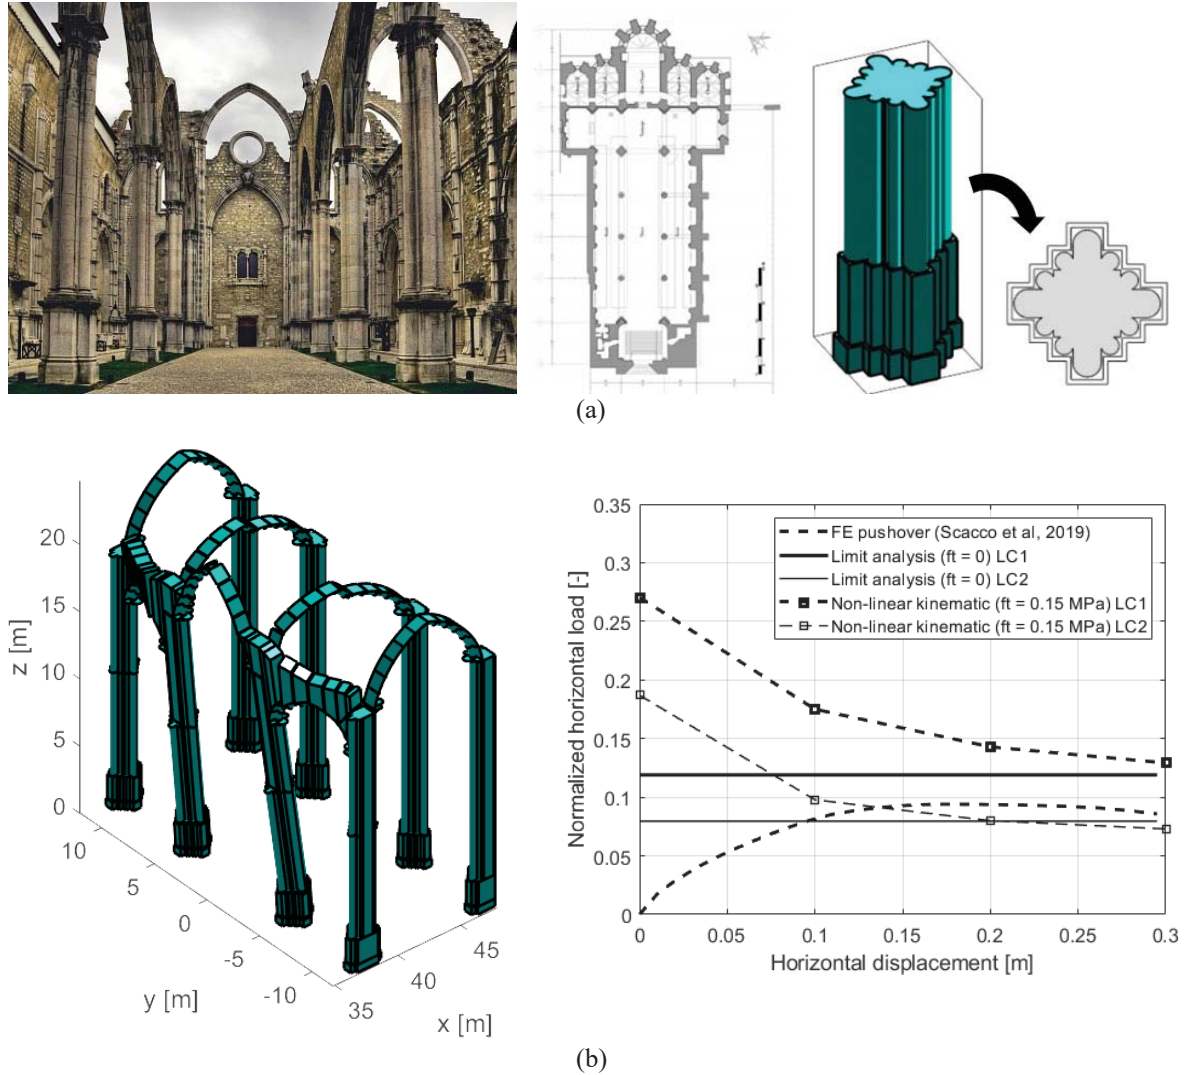 (a)
20
15
10
5
0
z [m]
10
5
0
-5
-10
y [m]
35
40
45
x [m]
0.35
0.3
0.25
0.2
0.15
0.1
0.05
0
Normalized horizontal load [-]
FE pushover (Scacco et al, 2019)
Limit analysis (ft = 0) LC1
Limit analysis (ft = 0) LC2
Non-linear kinematic (ft = 0.15 MPa) LC1
Non-linear kinematic (ft = 0.15 MPa) LC2
0
0.05
0.1
0.15
0.2
0.25
0.3
Horizontal displacement [m]
(b)